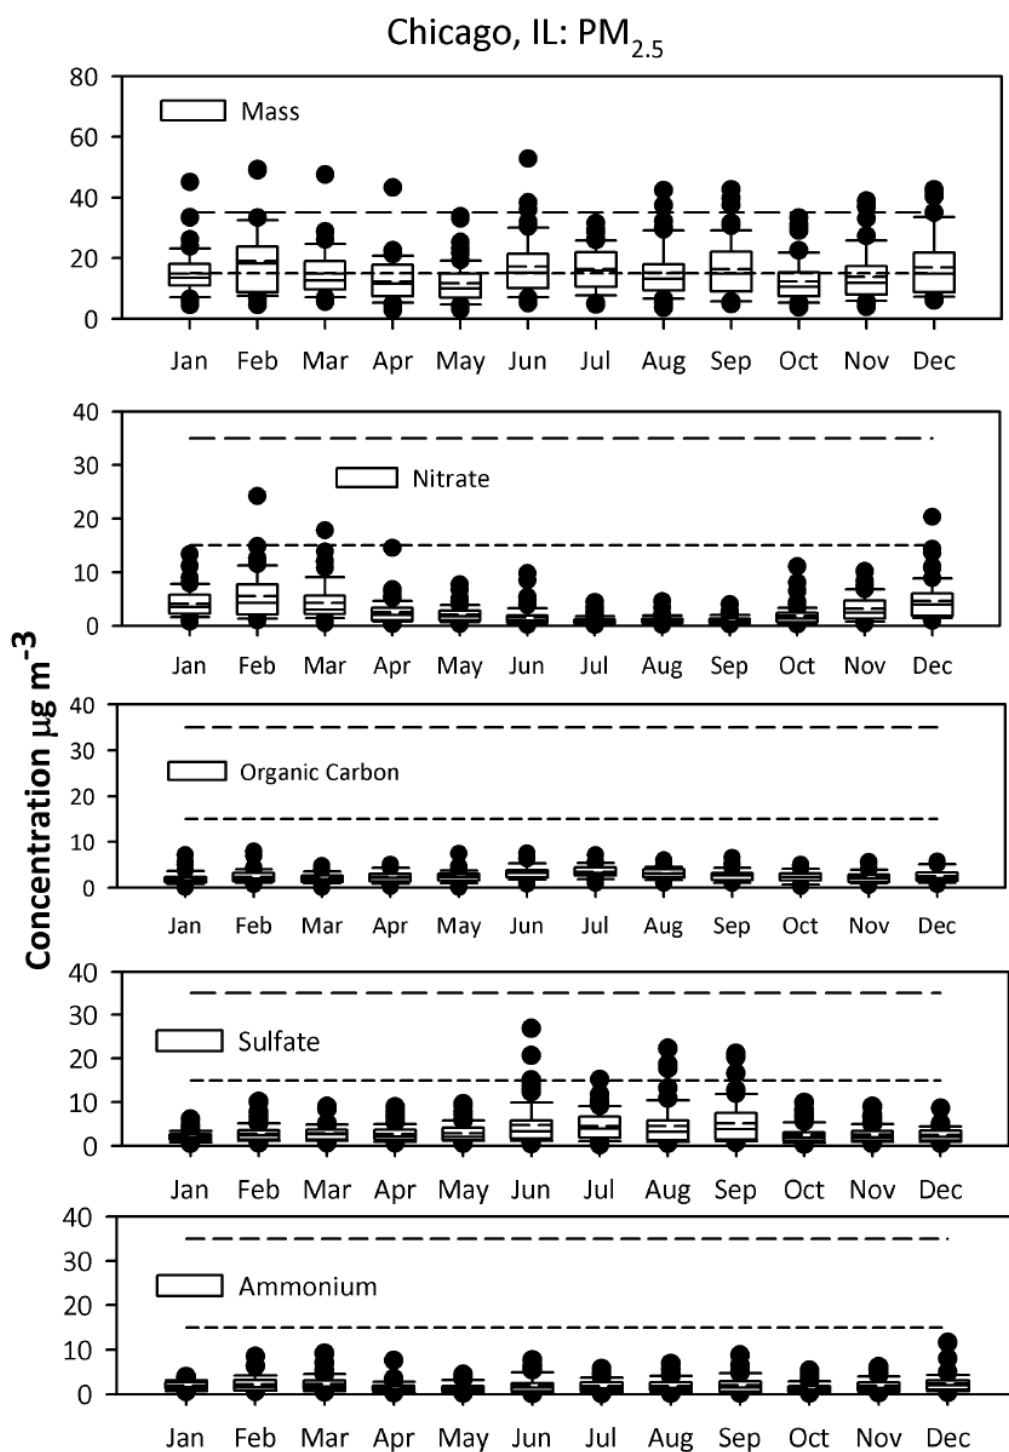 Chicago, IL: PM2.5
Concentration µg m-3
80
Mass
60
40
20
0
Jan Feb Mar Apr May Jun Jul Aug Sep Oct Nov Dec
40
30
Nitrate
20
10
0
Jan Feb Mar Apr May Jun Jul Aug Sep Oct Nov Dec
40
30
Organic Carbon
20
10
0
Jan Feb Mar Apr May Jun Jul Aug Sep Oct Nov Dec
40
30
Sulfate
20
10
0
Jan Feb Mar Apr May Jun Jul Aug Sep Oct Nov Dec
40
30
Ammonium
20
10
0
Jan Feb Mar Apr May Jun Jul Aug Sep Oct Nov Dec